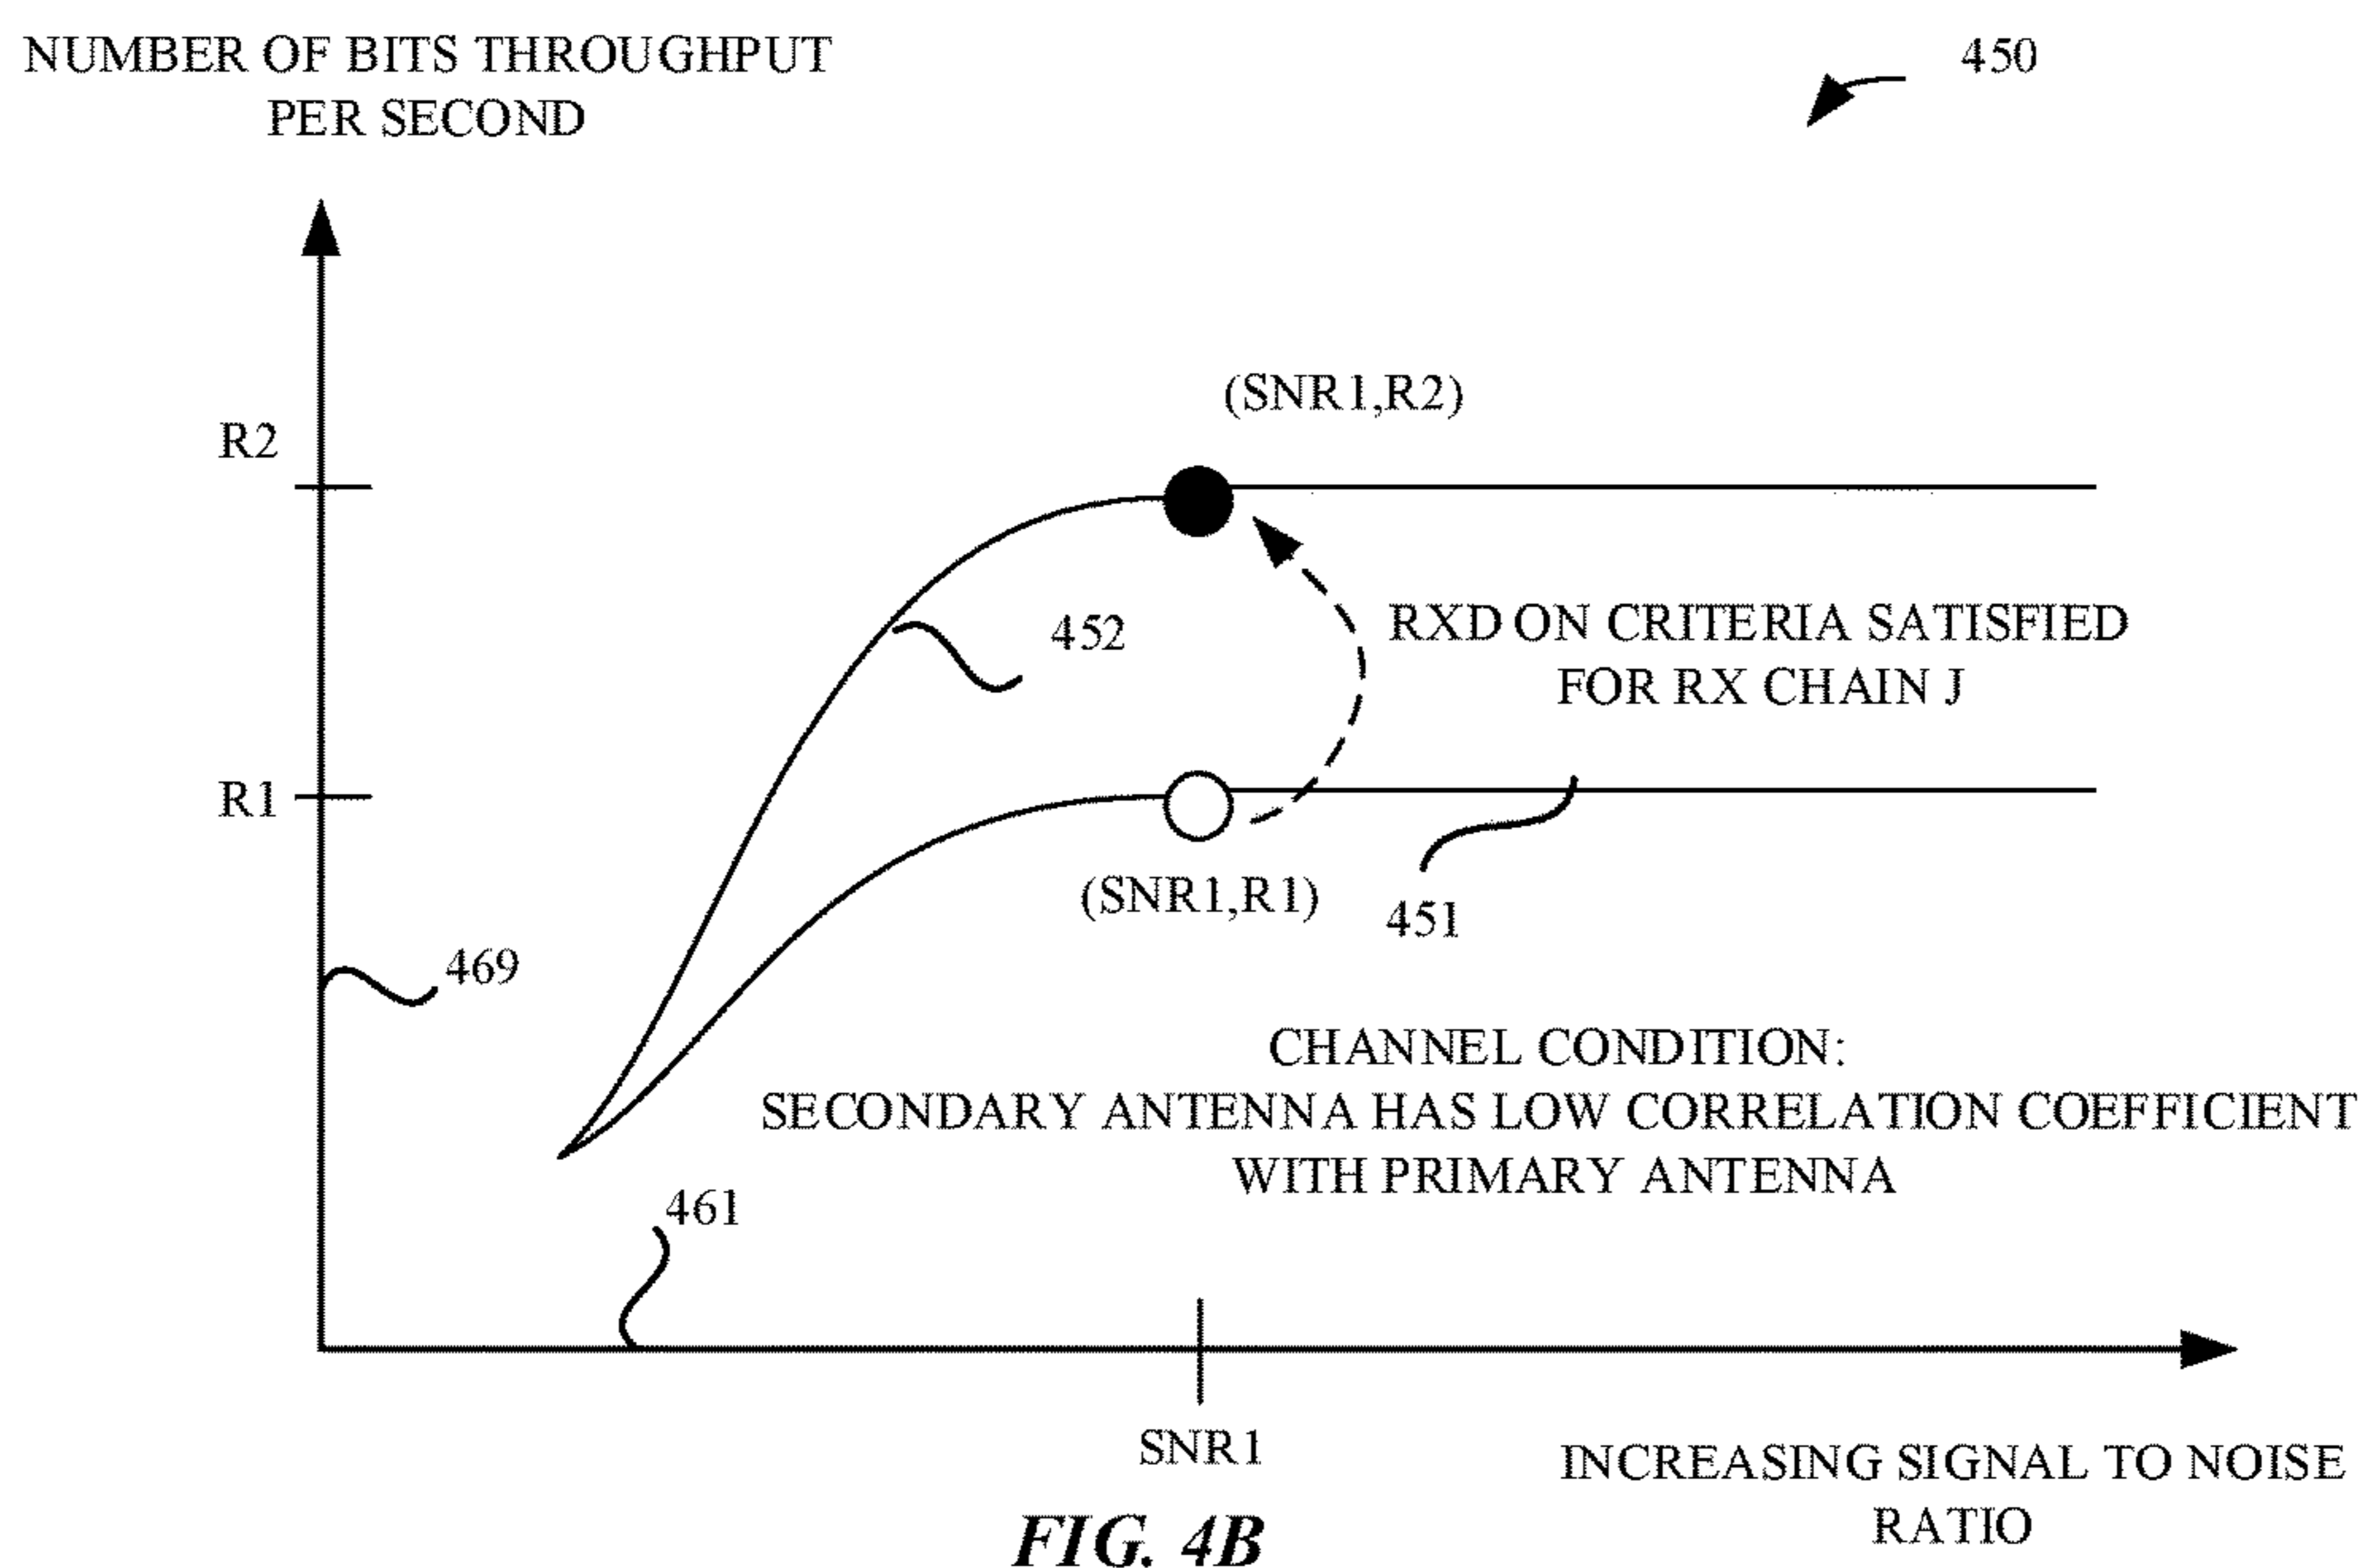 NUMBER OF BITS THROUGHPUT
PER SECOND
450
(SNR1,R2)
R2
452
RXD ON CRITERIA SATISFIED
FOR RX CHAIN J
R1
(SNR1,R1)
451
469
CHANNEL CONDITION:
SECONDARY ANTENNA HAS LOW CORRELATION COEFFICIENT
WITH PRIMARY ANTENNA
461
SNR1
INCREASING SIGNAL TO NOISE
RATIO
FIG. 4B